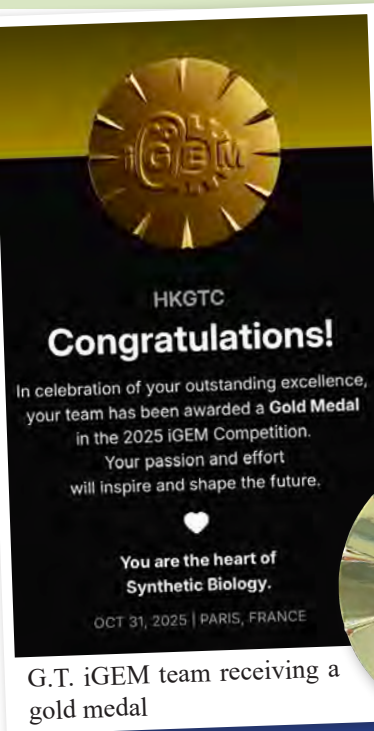 GOLD
iGEM
HKGTC
Congratulations!
In celebration of your outstanding excellence,
your team has been awarded a Gold Medal
in the 2025 iGEM Competition.
Your passion and effort
will inspire and shape the future.
You are the heart of
Synthetic Biology.
OCT 31, 2025 | PARIS, FRANCE
G.T. iGEM team receiving a
gold medal